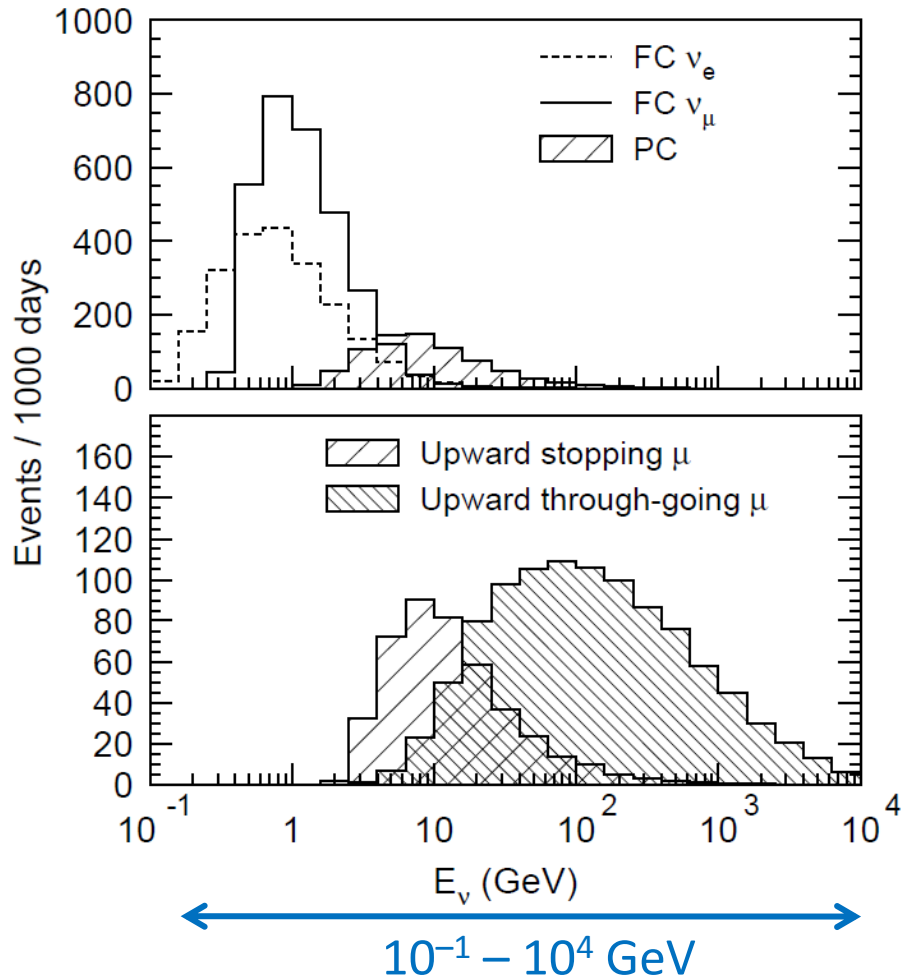 1000
800
600
400
200
0
FC νe
FC νμ
PC
Events / 1000 days
160
140
120
100
80
60
40
20
0
Upward stopping μ
Upward through-going μ
10⁻¹ 1 10 10² 10³ 10⁴
Eν (GeV)
10⁻¹ – 10⁴ GeV